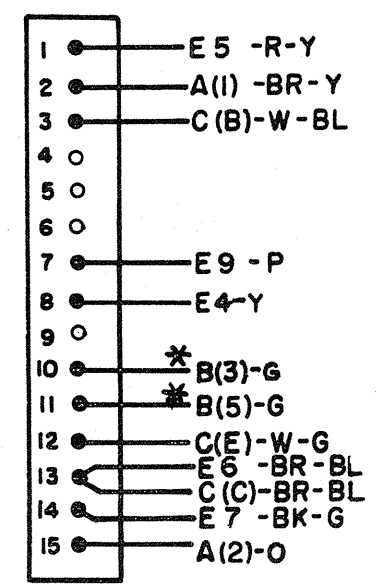 1 E5-R-Y
2 A(1)-BR-Y
3 C(B)-W-BL
4
5
6
7 E9-P
8 E4-Y
9
10 * B(3)-G
11 * B(5)-G
12 C(E)-W-G
13 E6-BR-BL
C(C)-BR-BL
14 E7-BK-G
15 A(2)-O